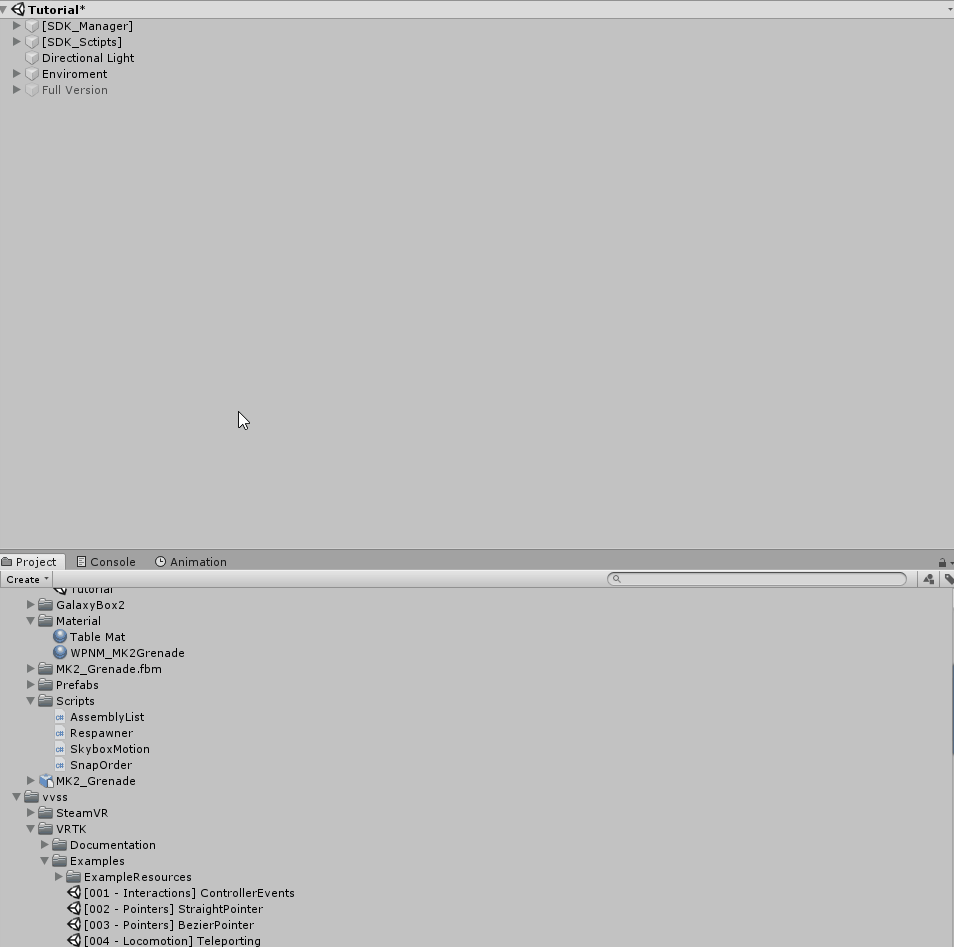 Tutorial*
[SDK_Manager]
[SDK_Sctipts]
Directional Light
Enviroment
Full Version
Project Console Animation
Create
Tutorial
GalaxyBox2
Material
Table Mat
WPNM_MK2Grenade
MK2_Grenade.fbm
Prefabs
Scripts
C# AssemblyList
C# Respawner
C# SkyboxMotion
C# SnapOrder
MK2_Grenade
vvss
SteamVR
VRTK
Documentation
Examples
ExampleResources
[001 - Interactions] ControllerEvents
[002 - Pointers] StraightPointer
[003 - Pointers] BezierPointer
[004 - Locomotion] Teleporting